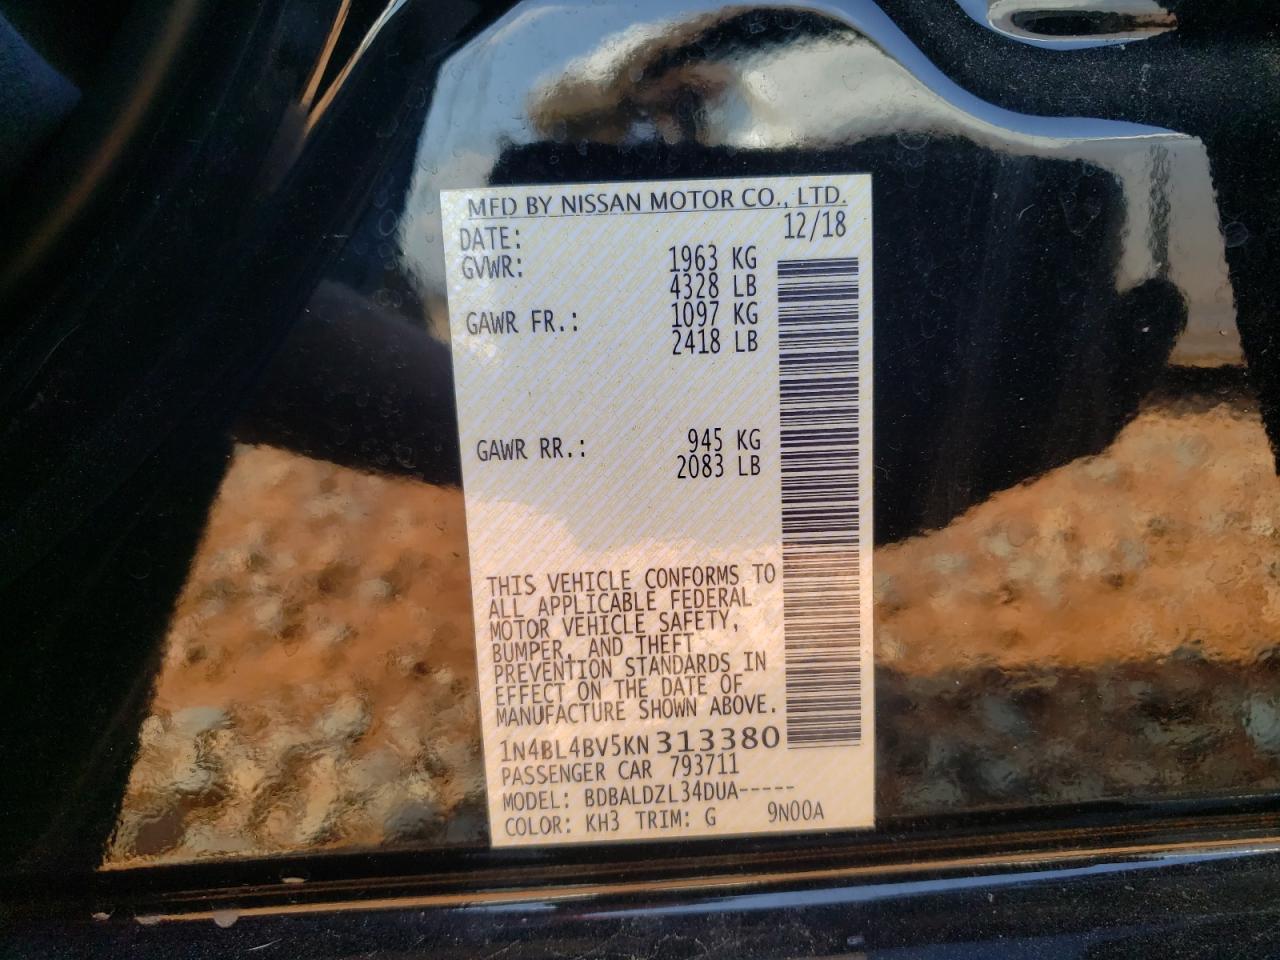 MFD BY NISSAN MOTOR CO., LTD.
DATE: 12/18
GVWR: 1963 KG
4328 LB
GAWR FR.: 1097 KG
2418 LB
GAWR RR.: 945 KG
2083 LB
THIS VEHICLE CONFORMS TO
ALL APPLICABLE FEDERAL
MOTOR VEHICLE SAFETY,
BUMPER, AND THEFT
PREVENTION STANDARDS IN
EFFECT ON THE DATE OF
MANUFACTURE SHOWN ABOVE.
1N4BL4BV5KN313380
PASSENGER CAR 793711
MODEL: BDBALDZL34DUA-----
COLOR: KH3 TRIM: G 9N00A